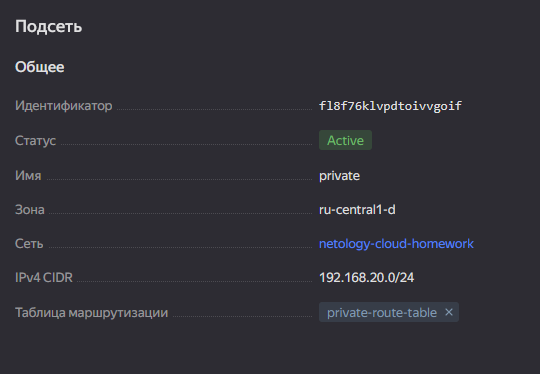 Подсеть
Общее
Идентификатор fl8f76klvpdtoivvgoif
Статус Active
Имя private
Зона ru-central1-d
Сеть netology-cloud-homework
IPv4 CIDR 192.168.20.0/24
Таблица маршрутизации private-route-table ×